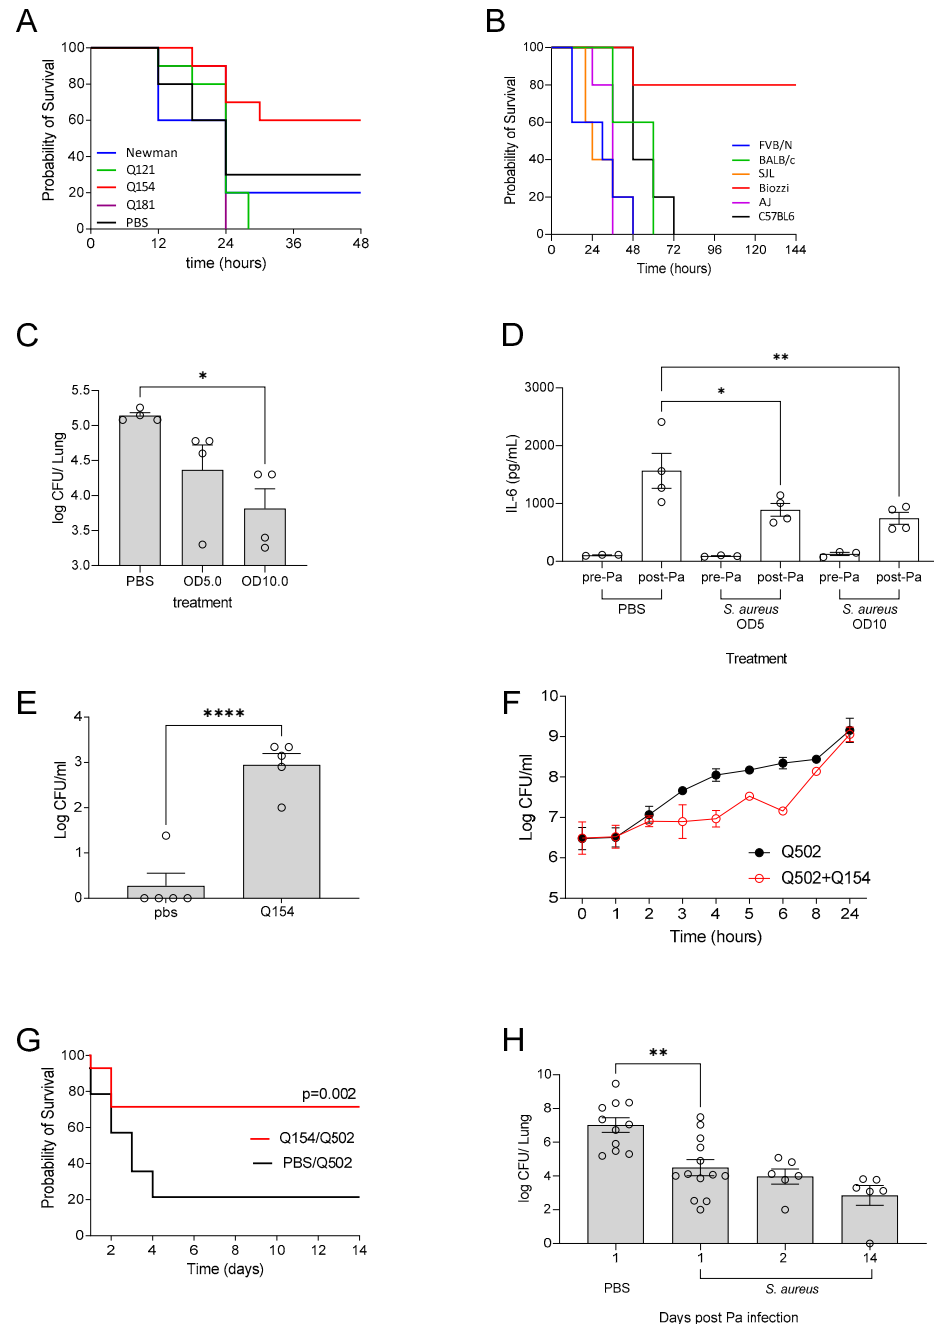 A
Probability of Survival
100
80
60
40
20
0
Newman
Q121
Q154
Q181
PBS
0 12 24 36 48
time (hours)
B
Probability of Survival
100
80
60
40
20
0
FVB/N
BALB/c
SJL
Biozzi
AJ
C57BL6
0 24 48 72 96 120 144
Time (hours)
C
log CFU/ Lung
5.5
5.0
4.5
4.0
3.5
3.0
*
PBS OD5.0 OD10.0
treatment
D
IL-6 (pg/mL)
3000
2000
1000
0
**
*
pre-Pa post-Pa pre-Pa post-Pa pre-Pa post-Pa
PBS S. aureus S. aureus
OD5 OD10
Treatment
E
Log CFU/ml
4
3
2
1
0
****
pbs Q154
F
Log CFU/ml
10
9
8
7
6
5
Q502
Q502+Q154
0 1 2 3 4 5 6 8 24
Time (hours)
G
Probability of Survival
100
80
60
40
20
0
p=0.002
Q154/Q502
PBS/Q502
2 4 6 8 10 12 14
Time (days)
H
log CFU/ Lung
10
8
6
4
2
0
**
1 1 2 14
PBS S. aureus
Days post Pa infection